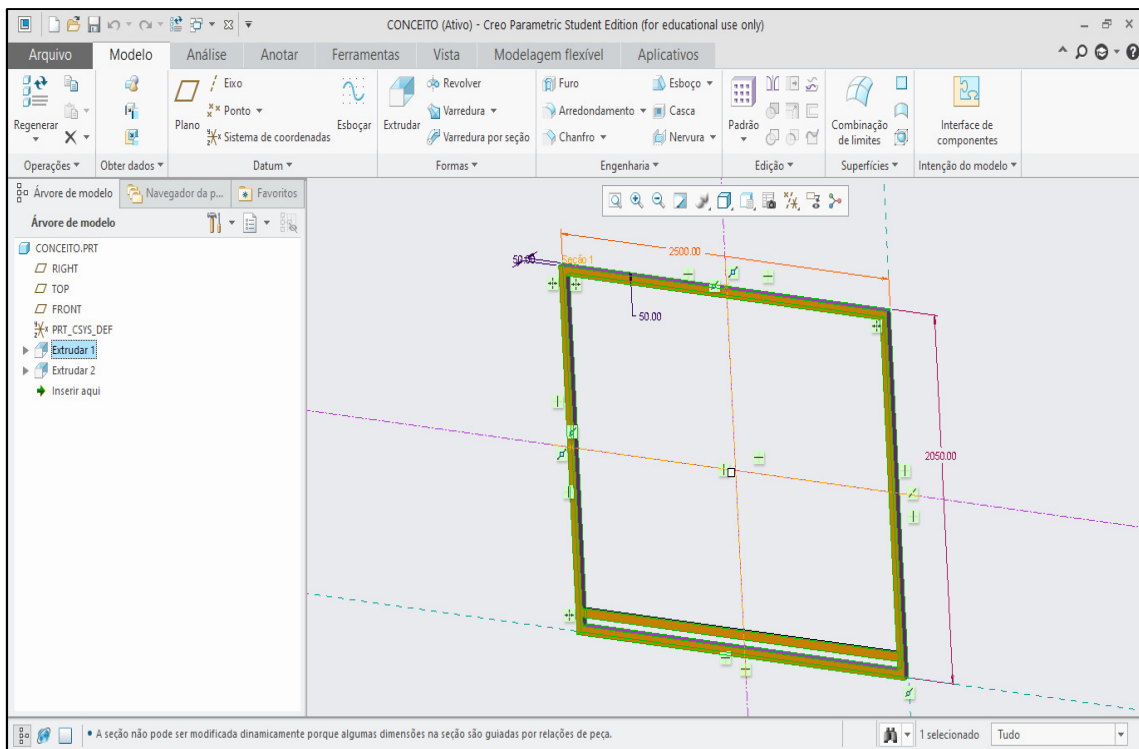 CONCEITO (Ativo) - Creo Parametric Student Edition (for educational use only)
Arquivo Modelo Análise Anotar Ferramentas Vista Modelagem flexível Aplicativos
Regenerar
Plano
Eixo
Ponto
Sistema de coordenadas
Esboçar
Extrudar
Revolver
Varredura
Varredura por seção
Furo
Arredondamento
Chanfro
Esboço
Casca
Nervura
Padrão
Combinação
de limites
Interface de
componentes
Operações Obter dados Datum Formas Engenharia Edição Superfícies Intenção do modelo
Árvore de modelo Navegador da p... Favoritos
Árvore de modelo
CONCEITO.PRT
RIGHT
TOP
FRONT
PRT_CSYS_DEF
Extrudar 1
Extrudar 2
Inserir aqui
2500.00
50.00
Seção 1
50.00
2050.00
• A seção não pode ser modificada dinamicamente porque algumas dimensões na seção são guiadas por relações de peça.
1 selecionado Tudo